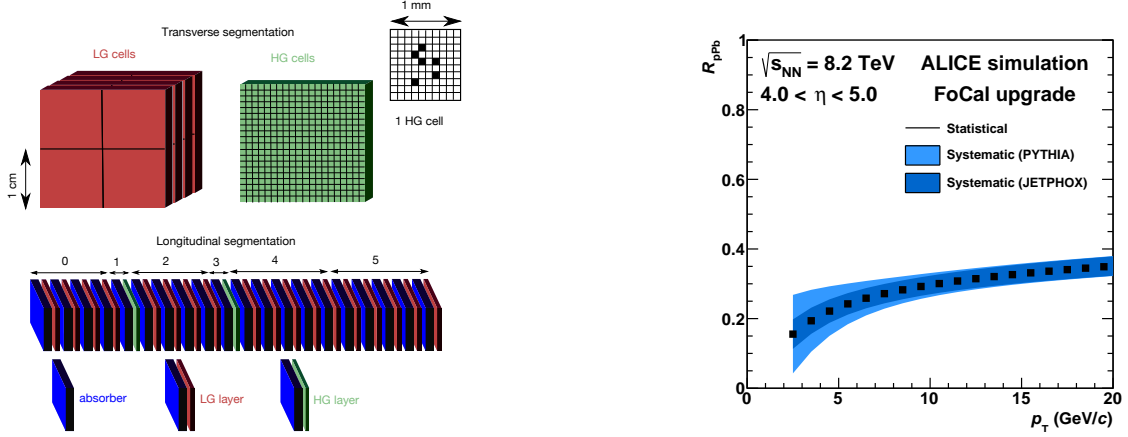 Transverse segmentation
LG cells
HG cells
1 mm
1 HG cell
1 cm
Longitudinal segmentation
0 1 2 3 4 5
absorber
LG layer
HG layer
R_pPb
1
0.8
0.6
0.4
0.2
0
√s_NN = 8.2 TeV ALICE simulation
4.0 < η < 5.0 FoCal upgrade
Statistical
Systematic (PYTHIA)
Systematic (JETPHOX)
0 5 10 15 20
p_T (GeV/c)